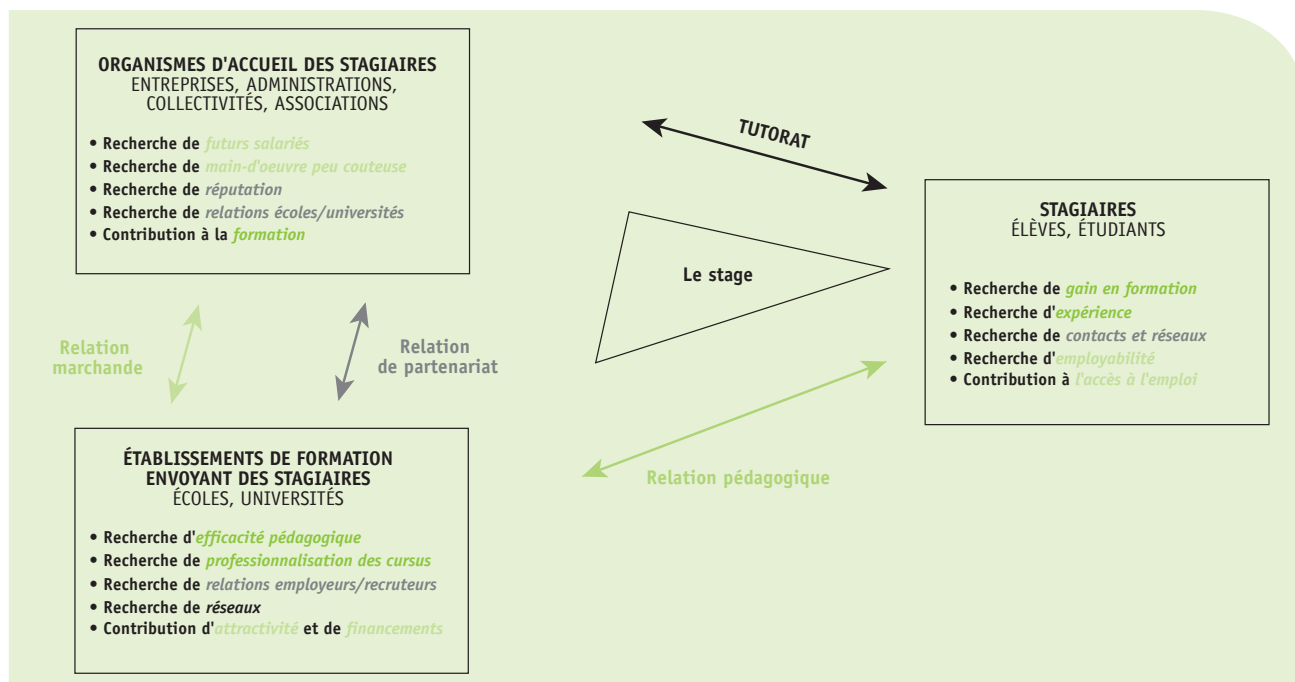 ORGANISMES D'ACCUEIL DES STAGIAIRES
ENTREPRISES, ADMINISTRATIONS,
COLLECTIVITÉS, ASSOCIATIONS
• Recherche de futurs salariés
• Recherche de main-d'oeuvre peu couteuse
• Recherche de réputation
• Recherche de relations écoles/universités
• Contribution à la formation
TUTORAT
STAGIAIRES
ÉLÈVES, ÉTUDIANTS
• Recherche de gain en formation
• Recherche d'expérience
• Recherche de contacts et réseaux
• Recherche d'employabilité
• Contribution à l'accès à l'emploi
Le stage
Relation
marchande
Relation
de partenariat
Relation pédagogique
ÉTABLISSEMENTS DE FORMATION
ENVOYANT DES STAGIAIRES
ÉCOLES, UNIVERSITÉS
• Recherche d'efficacité pédagogique
• Recherche de professionnalisation des cursus
• Recherche de relations employeurs/recruteurs
• Recherche de réseaux
• Contribution d'attractivité et de financements